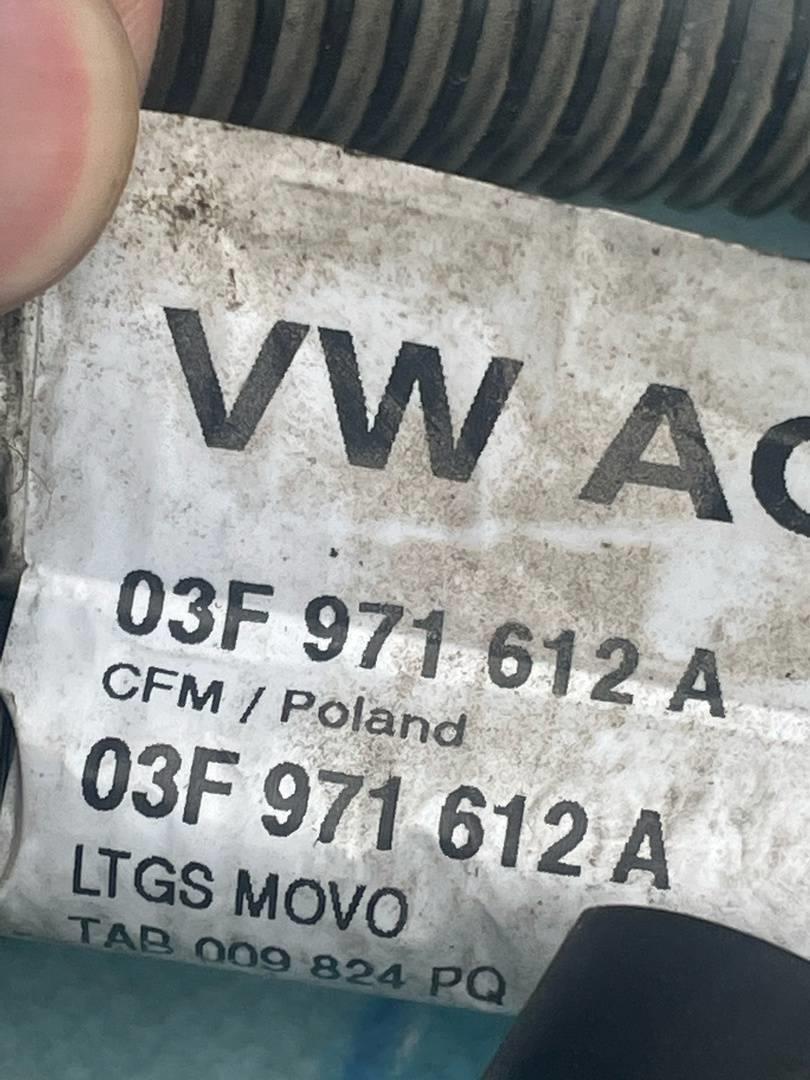 VW AG
03F 971 612 A
CFM / Poland
03F 971 612 A
LTGS MOVO
TAB 009 824 PQ